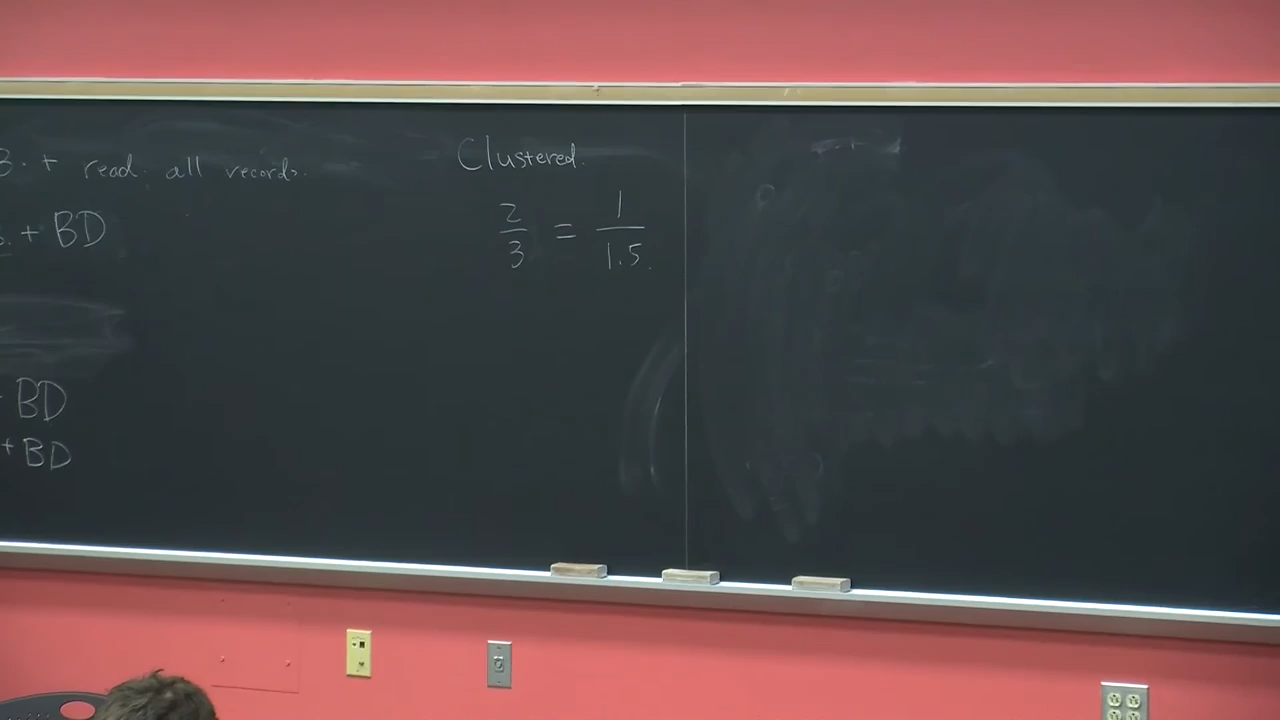 B. + read all records.
+ BD
BD
+ BD
Clustered.
2/3 = 1/1.5.